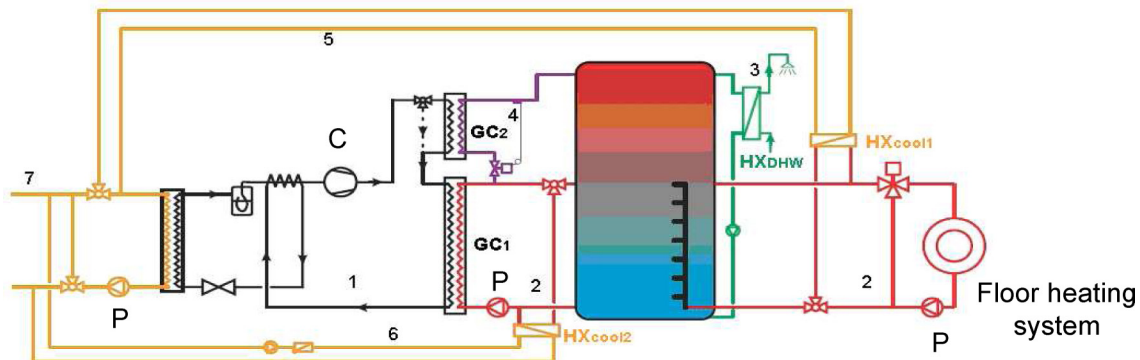 5
3
C
4
GC2
HXcool1
HXDHW
7
GC1
1
P
2
2
P
P
Floor heating
system
6
HXcool2